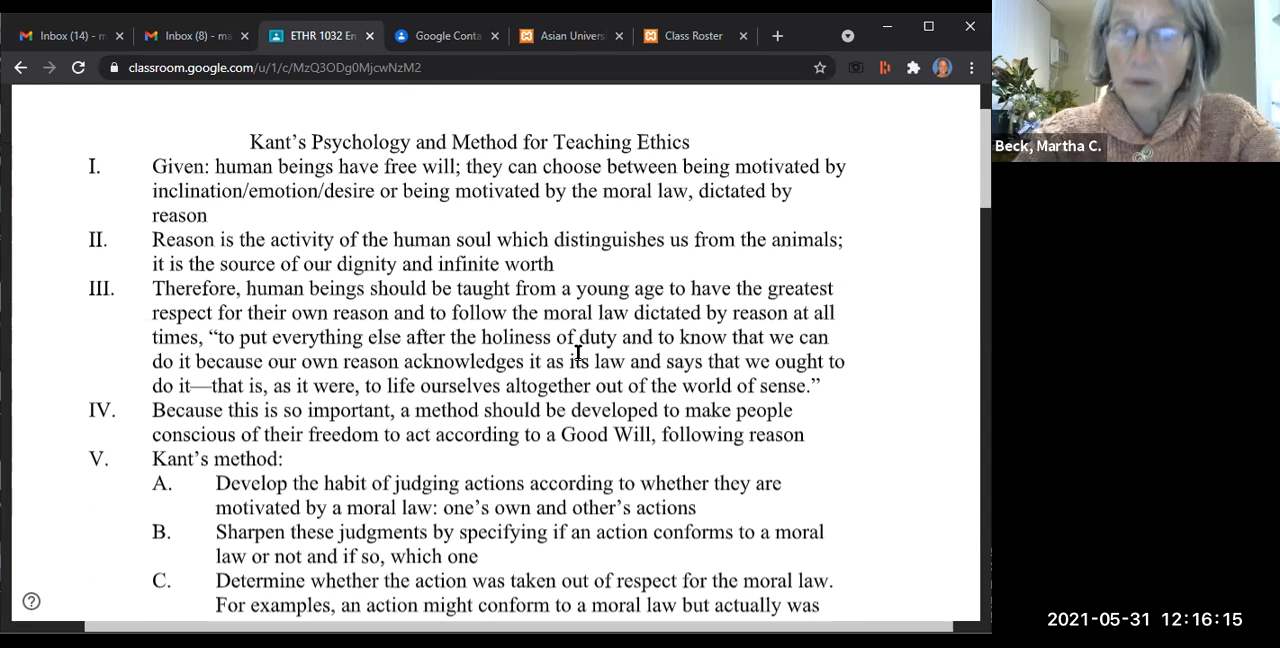 Inbox (14) - m
Inbox (8) - ma
ETHR 1032 En
Google Conta
Asian Univers
Class Roster
classroom.google.com/u/1/c/MzQ3ODg0MjcwNzM2
Beck, Martha C.
Kant’s Psychology and Method for Teaching Ethics
I. Given: human beings have free will; they can choose between being motivated by
inclination/emotion/desire or being motivated by the moral law, dictated by
reason
II. Reason is the activity of the human soul which distinguishes us from the animals;
it is the source of our dignity and infinite worth
III. Therefore, human beings should be taught from a young age to have the greatest
respect for their own reason and to follow the moral law dictated by reason at all
times, “to put everything else after the holiness of duty and to know that we can
do it because our own reason acknowledges it as its law and says that we ought to
do it—that is, as it were, to life ourselves altogether out of the world of sense.”
IV. Because this is so important, a method should be developed to make people
conscious of their freedom to act according to a Good Will, following reason
V. Kant’s method:
A. Develop the habit of judging actions according to whether they are
motivated by a moral law: one’s own and other’s actions
B. Sharpen these judgments by specifying if an action conforms to a moral
law or not and if so, which one
C. Determine whether the action was taken out of respect for the moral law.
For examples, an action might conform to a moral law but actually was
2021-05-31 12:16:15